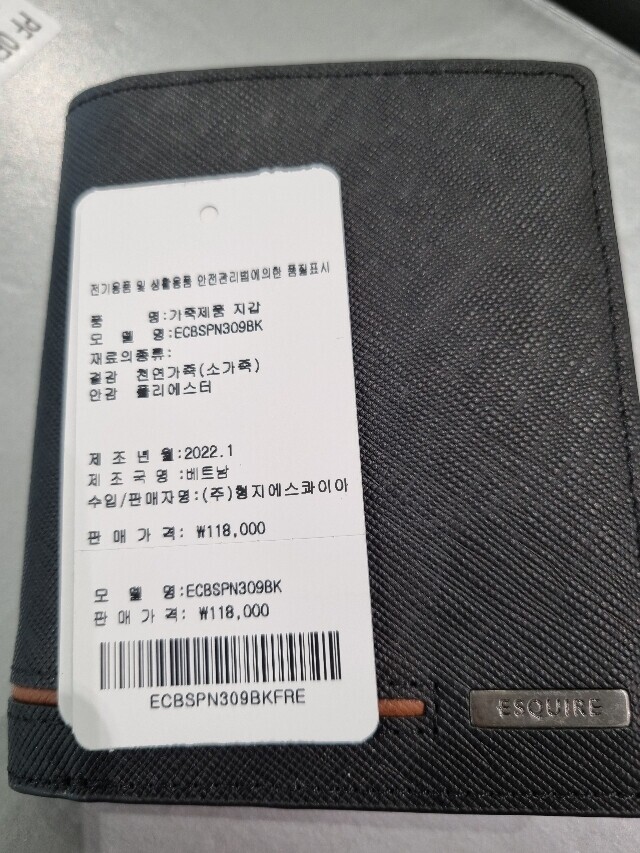 PF 0
전기용품 및 생활용품 안전관리법에의한 품질표시
품 명:가죽제품 지갑
모 델 명:ECBSPN309BK
재료의종류:
겉감 천연가죽(소가죽)
안감 폴리에스터
제 조 년 월:2022.1
제 조 국 명 :베트남
수입/판매자명:(주)형지에스콰이아
판 매 가 격: ₩118,000
모 델 명:ECBSPN309BK
판 매 가 격: ₩118,000
ECBSPN309BKFRE
ESQUIRE